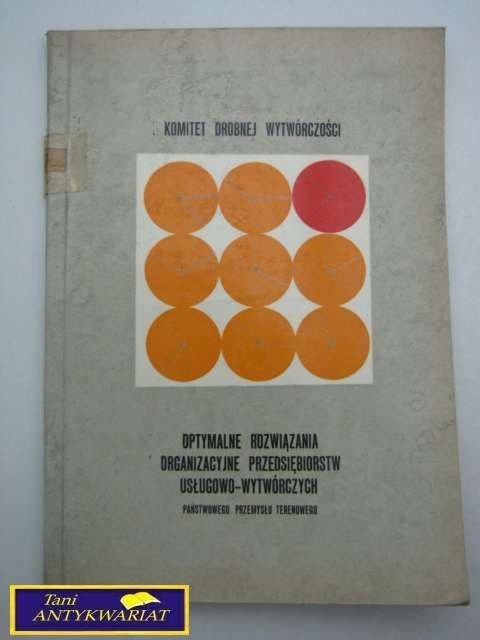 KOMITET DROBNEJ WYTWÓRCZOŚCI
OPTYMALNE ROZWIĄZANIA
ORGANIZACYJNE PRZEDSIĘBIORSTW
USŁUGOWO-WYTWÓRCZYCH
PAŃSTWOWEGO PRZEMYSŁU TERENOWEGO
Tani
ANTYKWARIAT